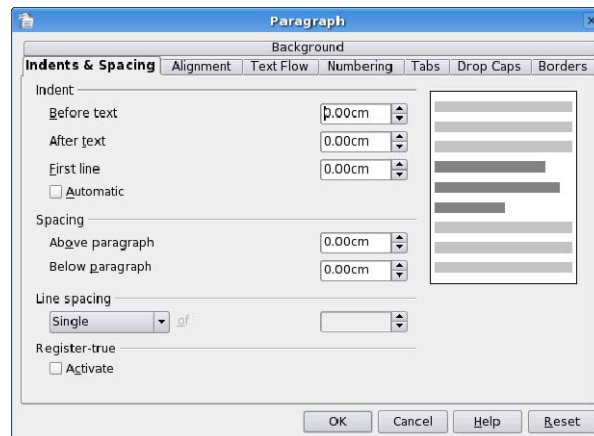 Paragraph
Background
Indents & Spacing Alignment Text Flow Numbering Tabs Drop Caps Borders
Indent
Before text 0.00cm
After text 0.00cm
First line 0.00cm
Automatic
Spacing
Above paragraph 0.00cm
Below paragraph 0.00cm
Line spacing
Single of
Register-true
Activate
OK Cancel Help Reset